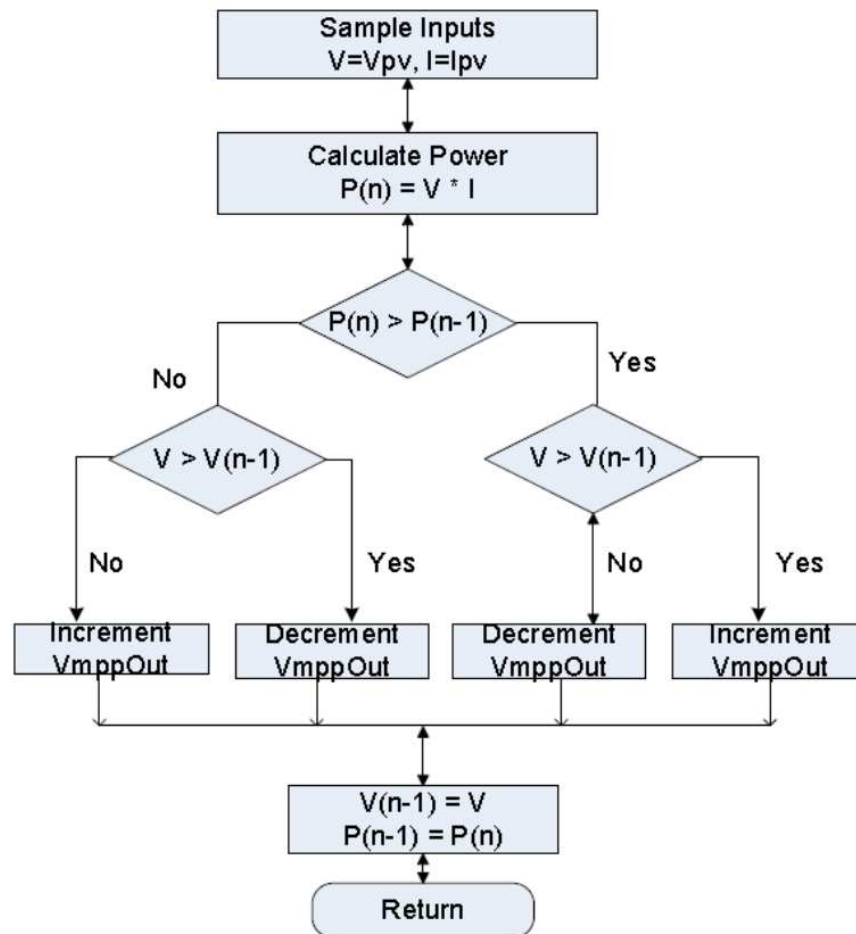 Sample Inputs
V=Vpv, I=Ipv
Calculate Power
P(n) = V * I
P(n) > P(n-1)
No
Yes
V > V(n-1)
V > V(n-1)
No
Yes
No
Yes
Increment
VmppOut
Decrement
VmppOut
Decrement
VmppOut
Increment
VmppOut
V(n-1) = V
P(n-1) = P(n)
Return